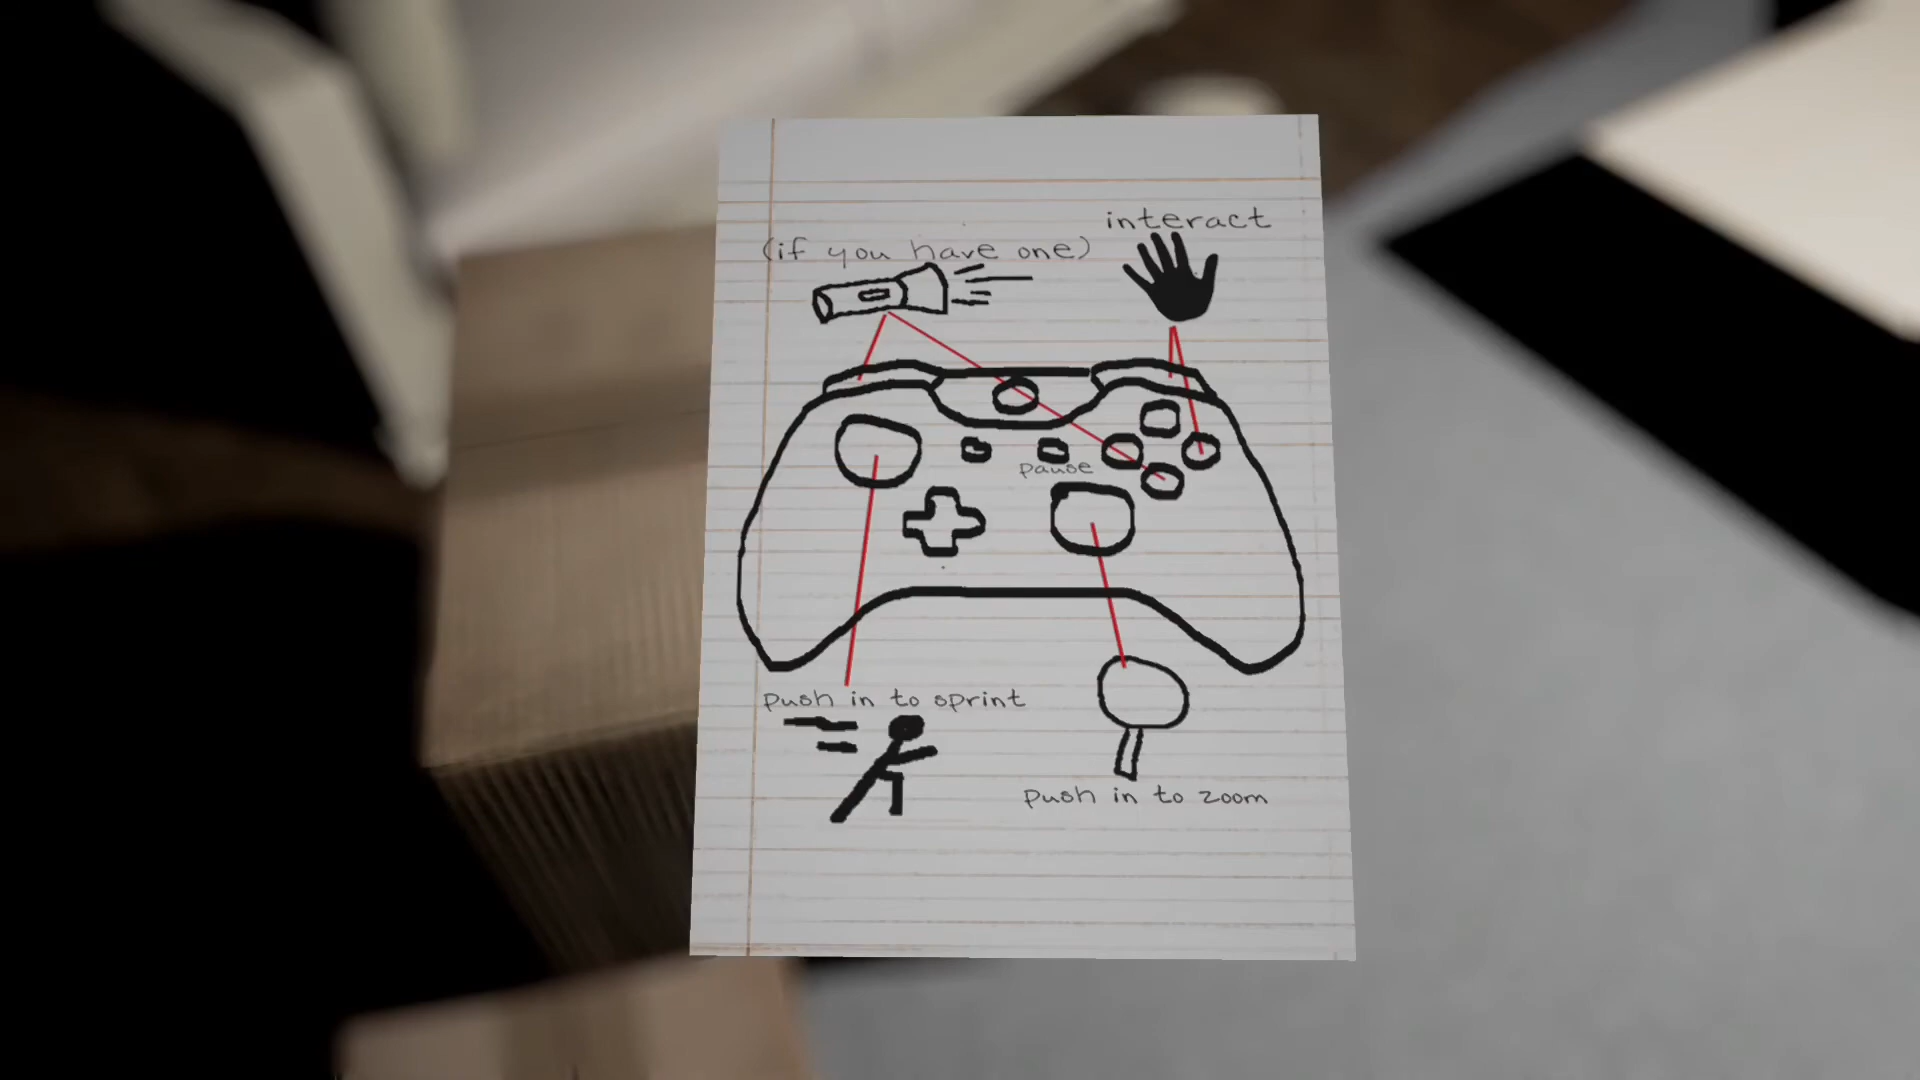 interact
(if you have one)
pause
push in to sprint
push in to zoom